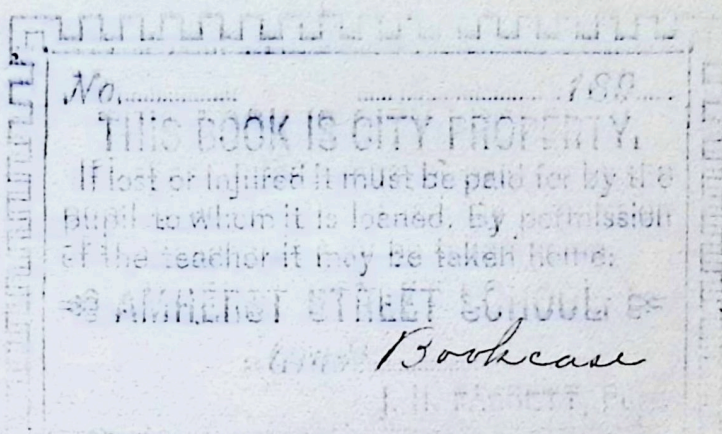 No. 189
THIS BOOK IS CITY PROPERTY.
If lost or injured it must be paid for by the
pupil to whom it is loaned. By permission
of the teacher it may be taken home.
AMHERST STREET SCHOOL
Bookcase
J. H.